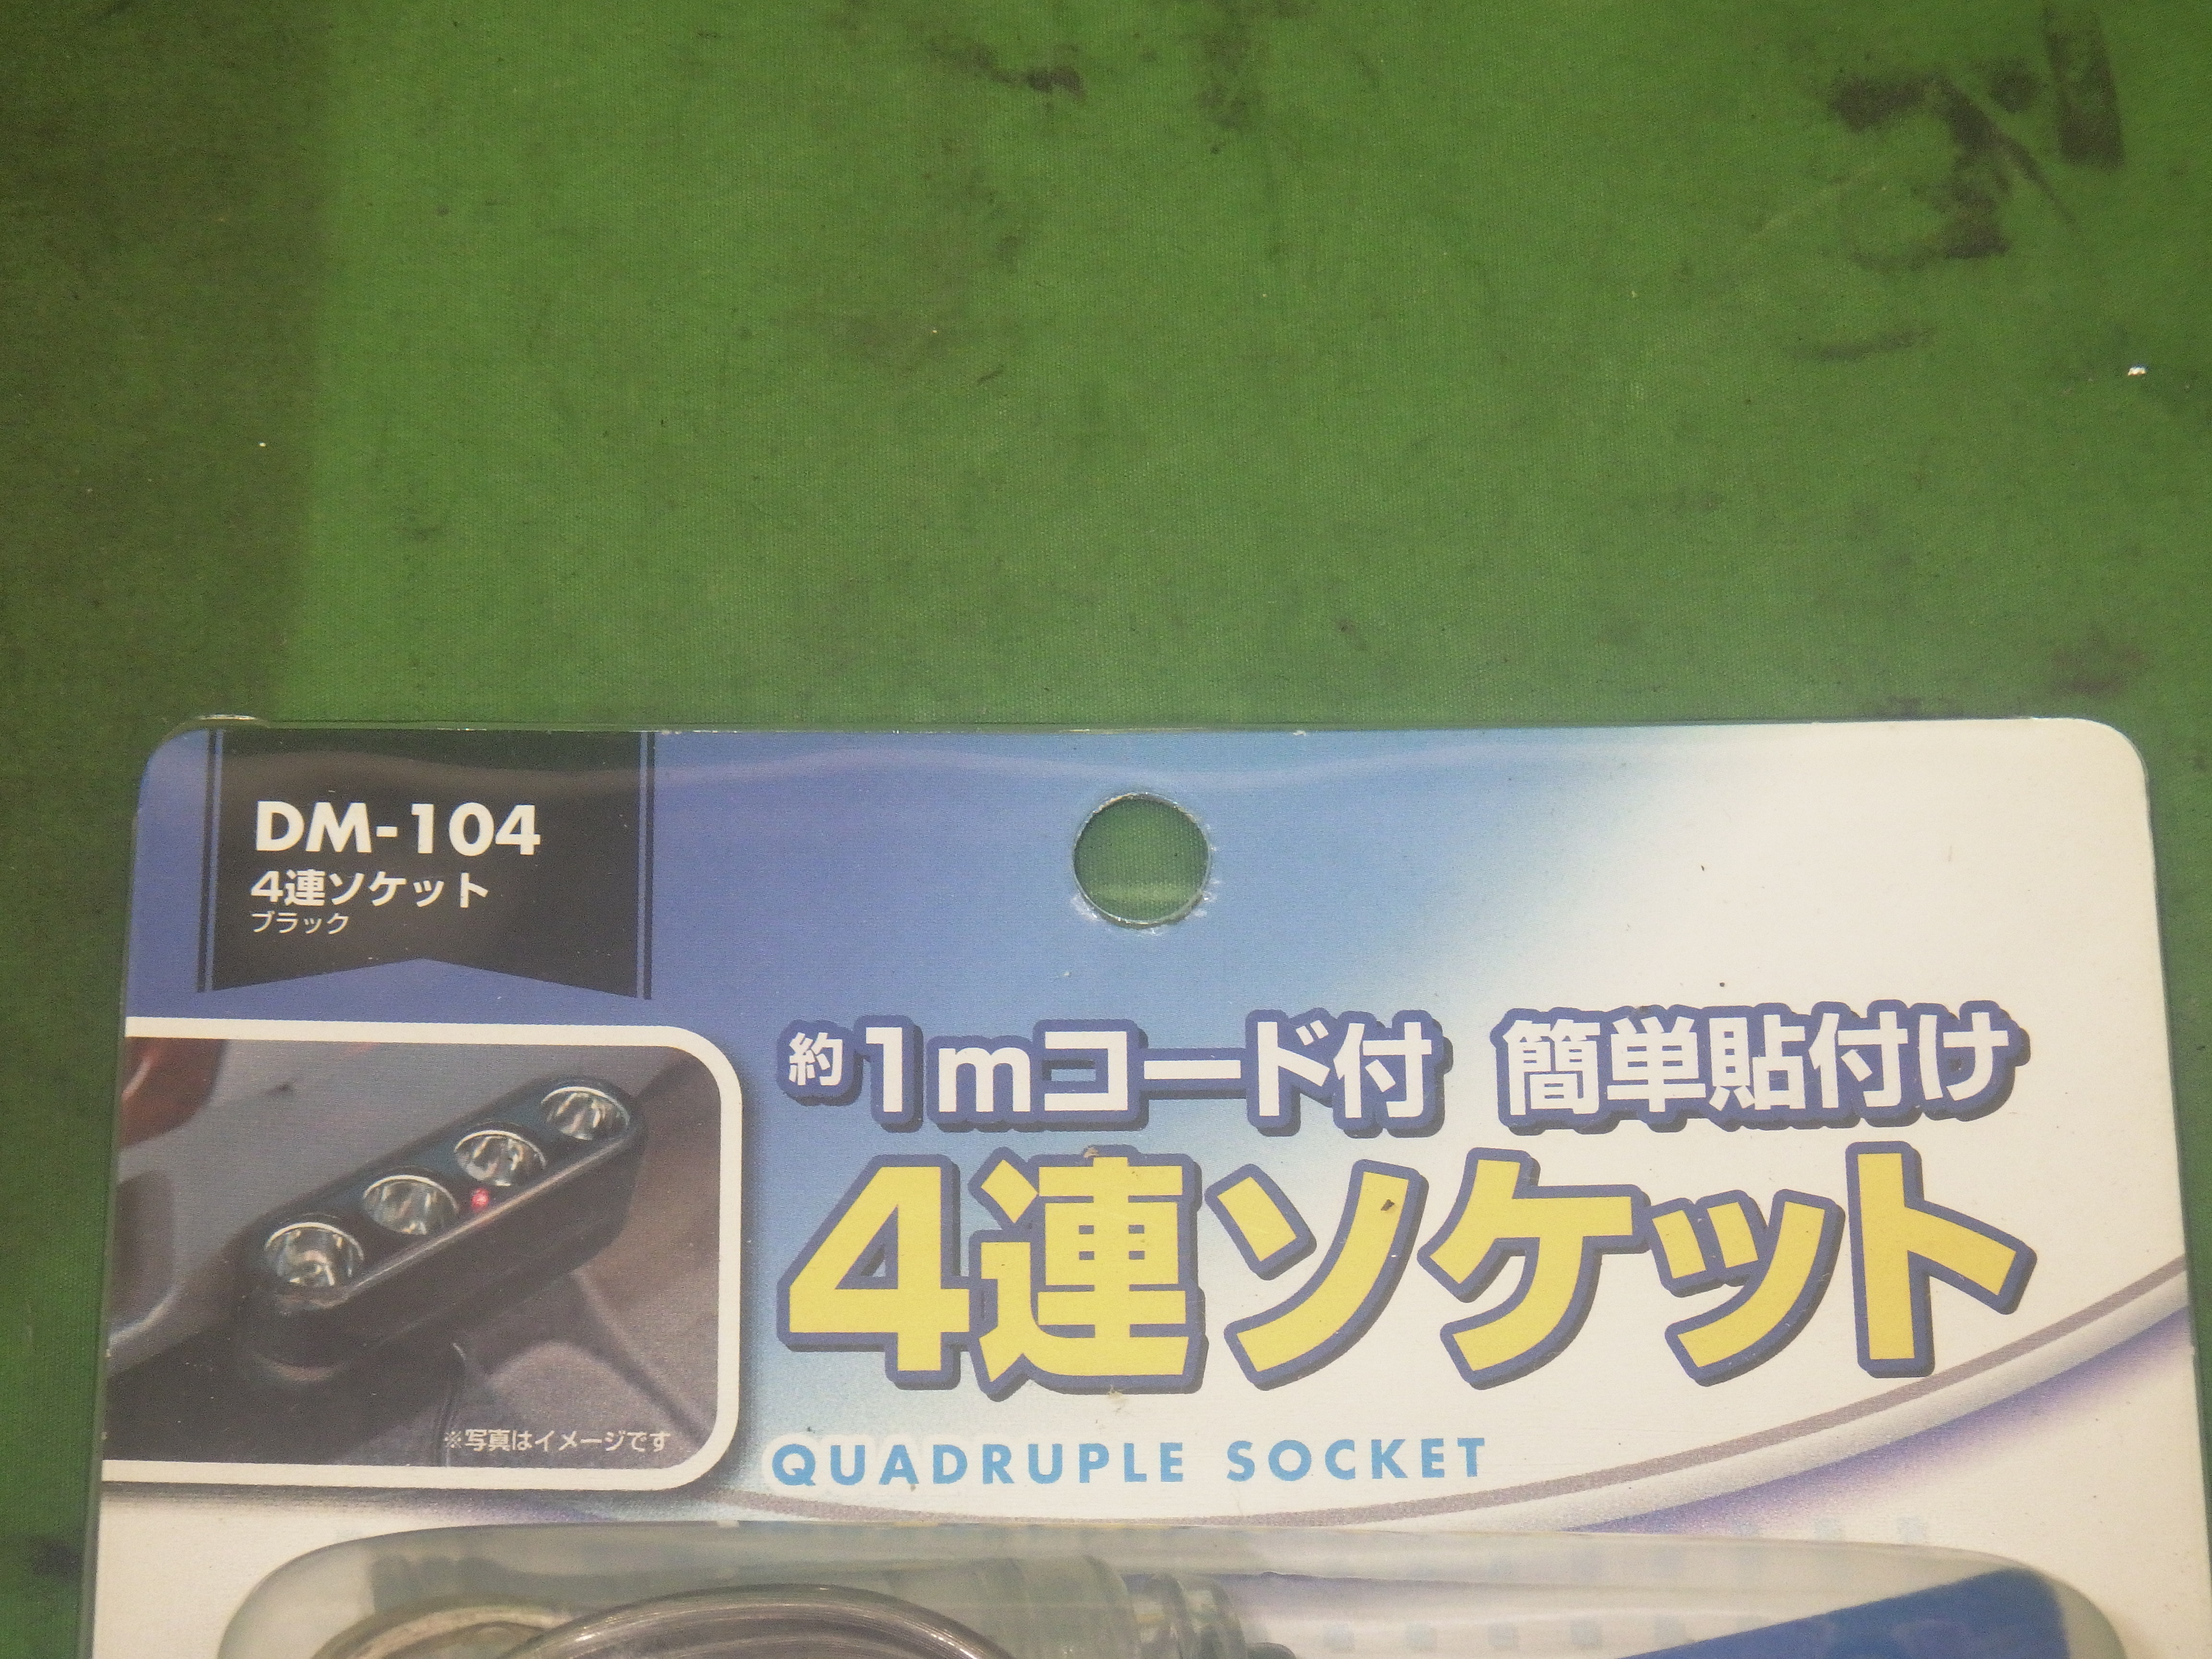 DM-104
4連ソケット
ブラック
約1mコード付 簡単貼付け
4連ソケット
QUADRUPLE SOCKET
※写真はイメージです